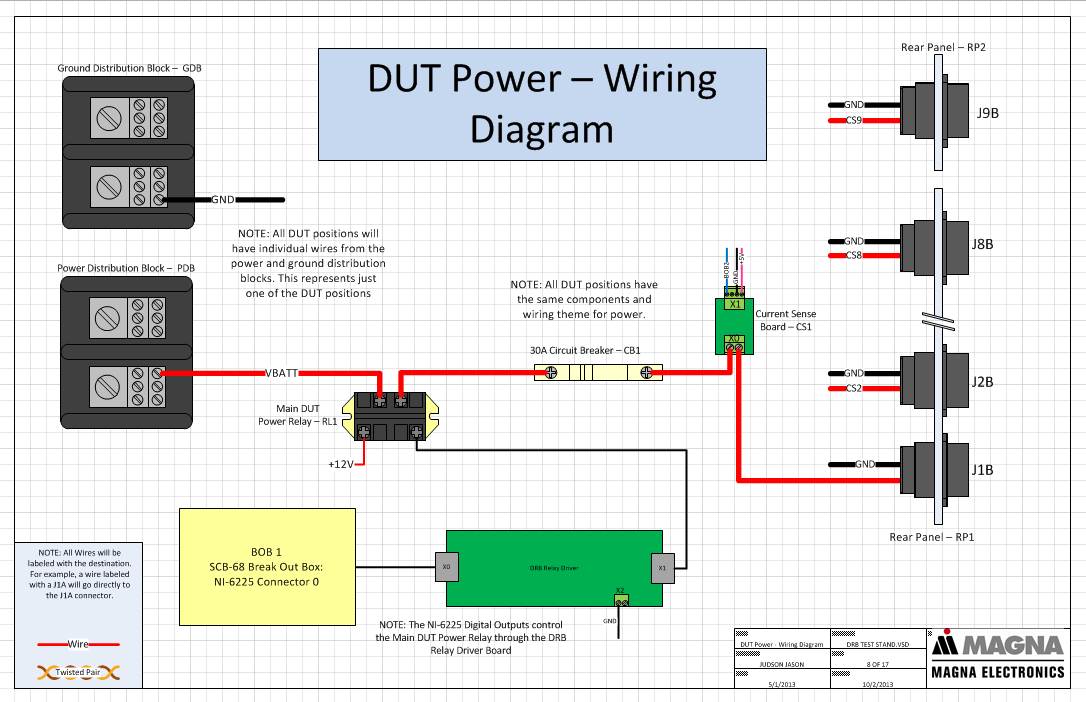 DUT Power – Wiring
Diagram
Ground Distribution Block – GDB
GND
NOTE: All DUT positions will
have individual wires from the
power and ground distribution
blocks. This represents just
one of the DUT positions
Power Distribution Block – PDB
VBATT
Main DUT
Power Relay – RL1
+12V
NOTE: All DUT positions have
the same components and
wiring theme for power.
30A Circuit Breaker – CB1
BOB2
GND
+5V
X1
X0
Current Sense
Board – CS1
Rear Panel – RP2
GND
CS9
J9B
GND
CS8
J8B
GND
CS2
J2B
GND
J1B
Rear Panel – RP1
BOB 1
SCB-68 Break Out Box:
NI-6225 Connector 0
X0
DRB Relay Driver
X1
X2
GND
NOTE: The NI-6225 Digital Outputs control
the Main DUT Power Relay through the DRB
Relay Driver Board
NOTE: All Wires will be
labeled with the destination.
For example, a wire labeled
with a J1A will go directly to
the J1A connector.
Wire
Twisted Pair
DUT Power - Wiring Diagram
DRB TEST STAND.VSD
JUDSON JASON
8 OF 17
5/1/2013
10/2/2013
MAGNA
MAGNA ELECTRONICS